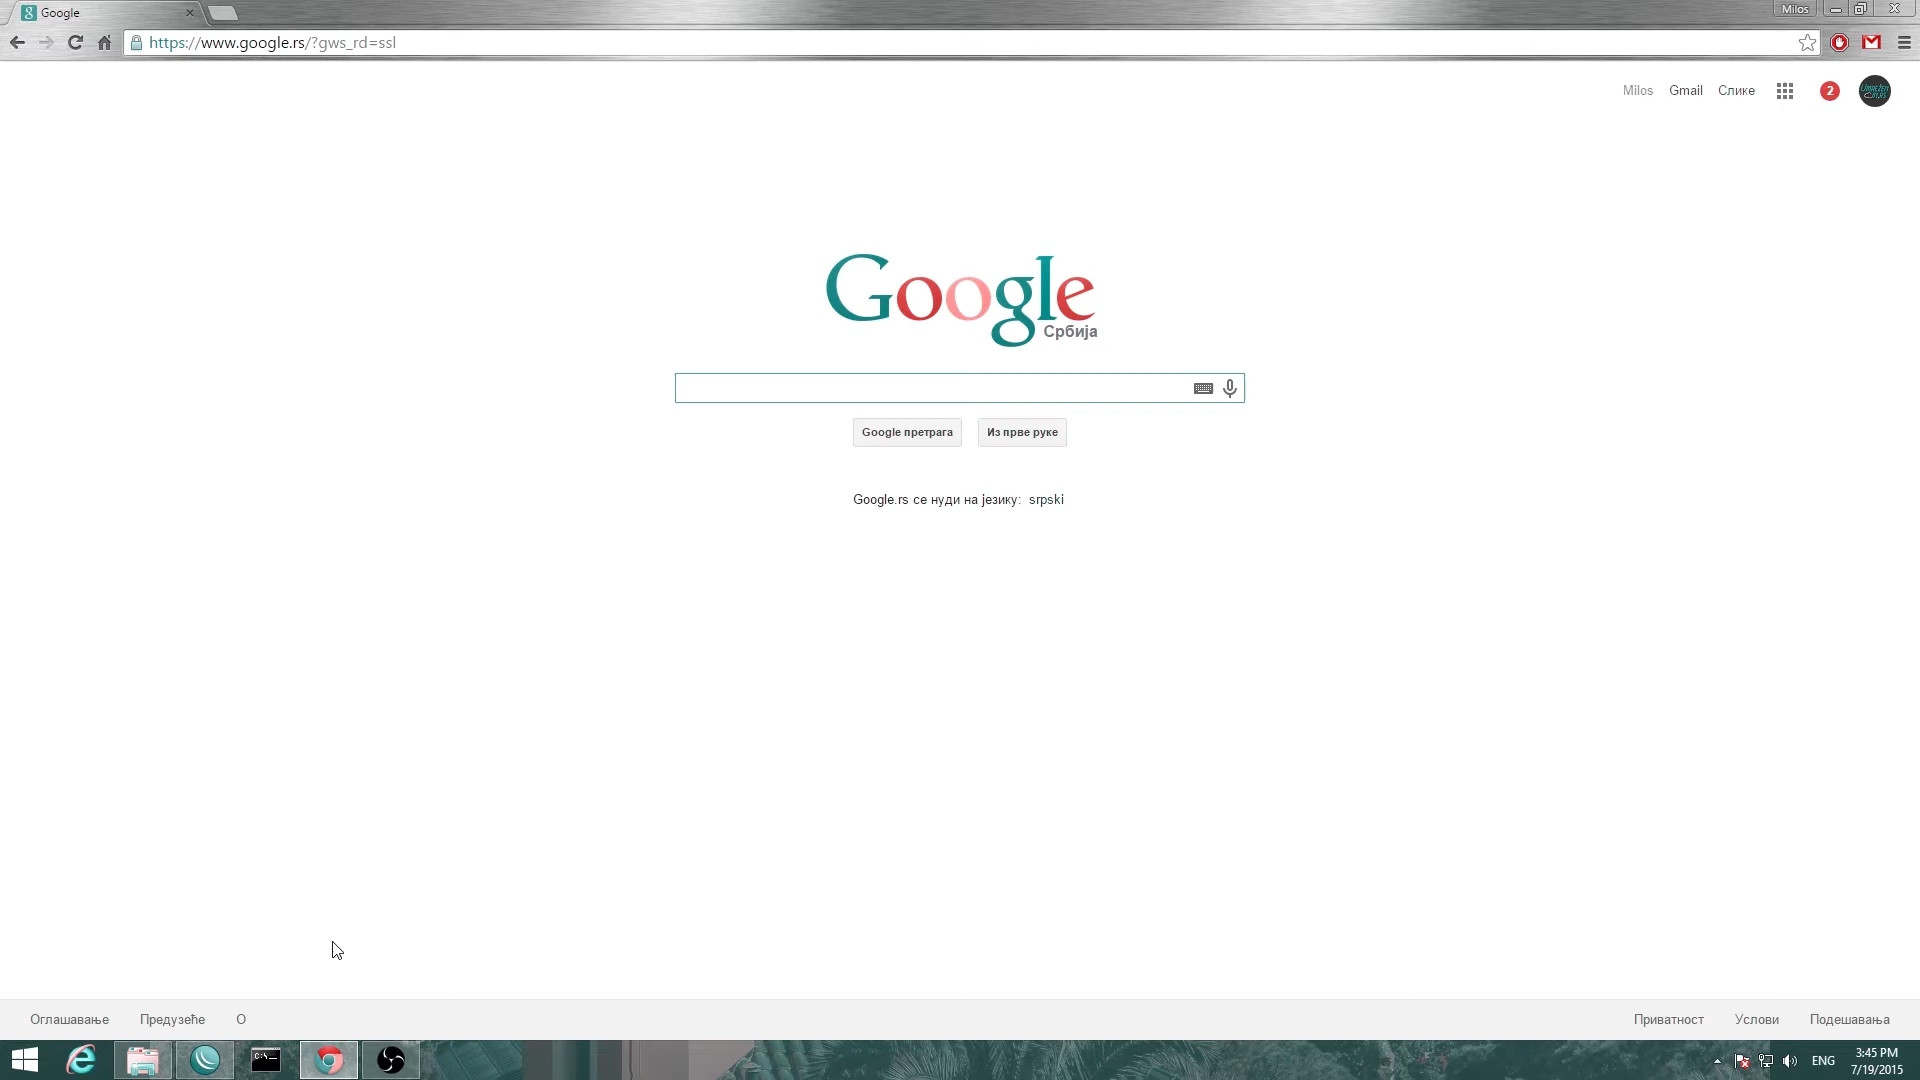 Google
Milos
https://www.google.rs/?gws_rd=ssl
Milos Gmail Слике 2
Google
Србија
Google претрага Из прве руке
Google.rs се нуди на језику: srpski
Оглашавање Предузеће О
Приватност Услови Подешавања
C:\_
ENG
3:45 PM
7/19/2015